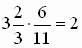 3 2/3 · 6/11 = 2